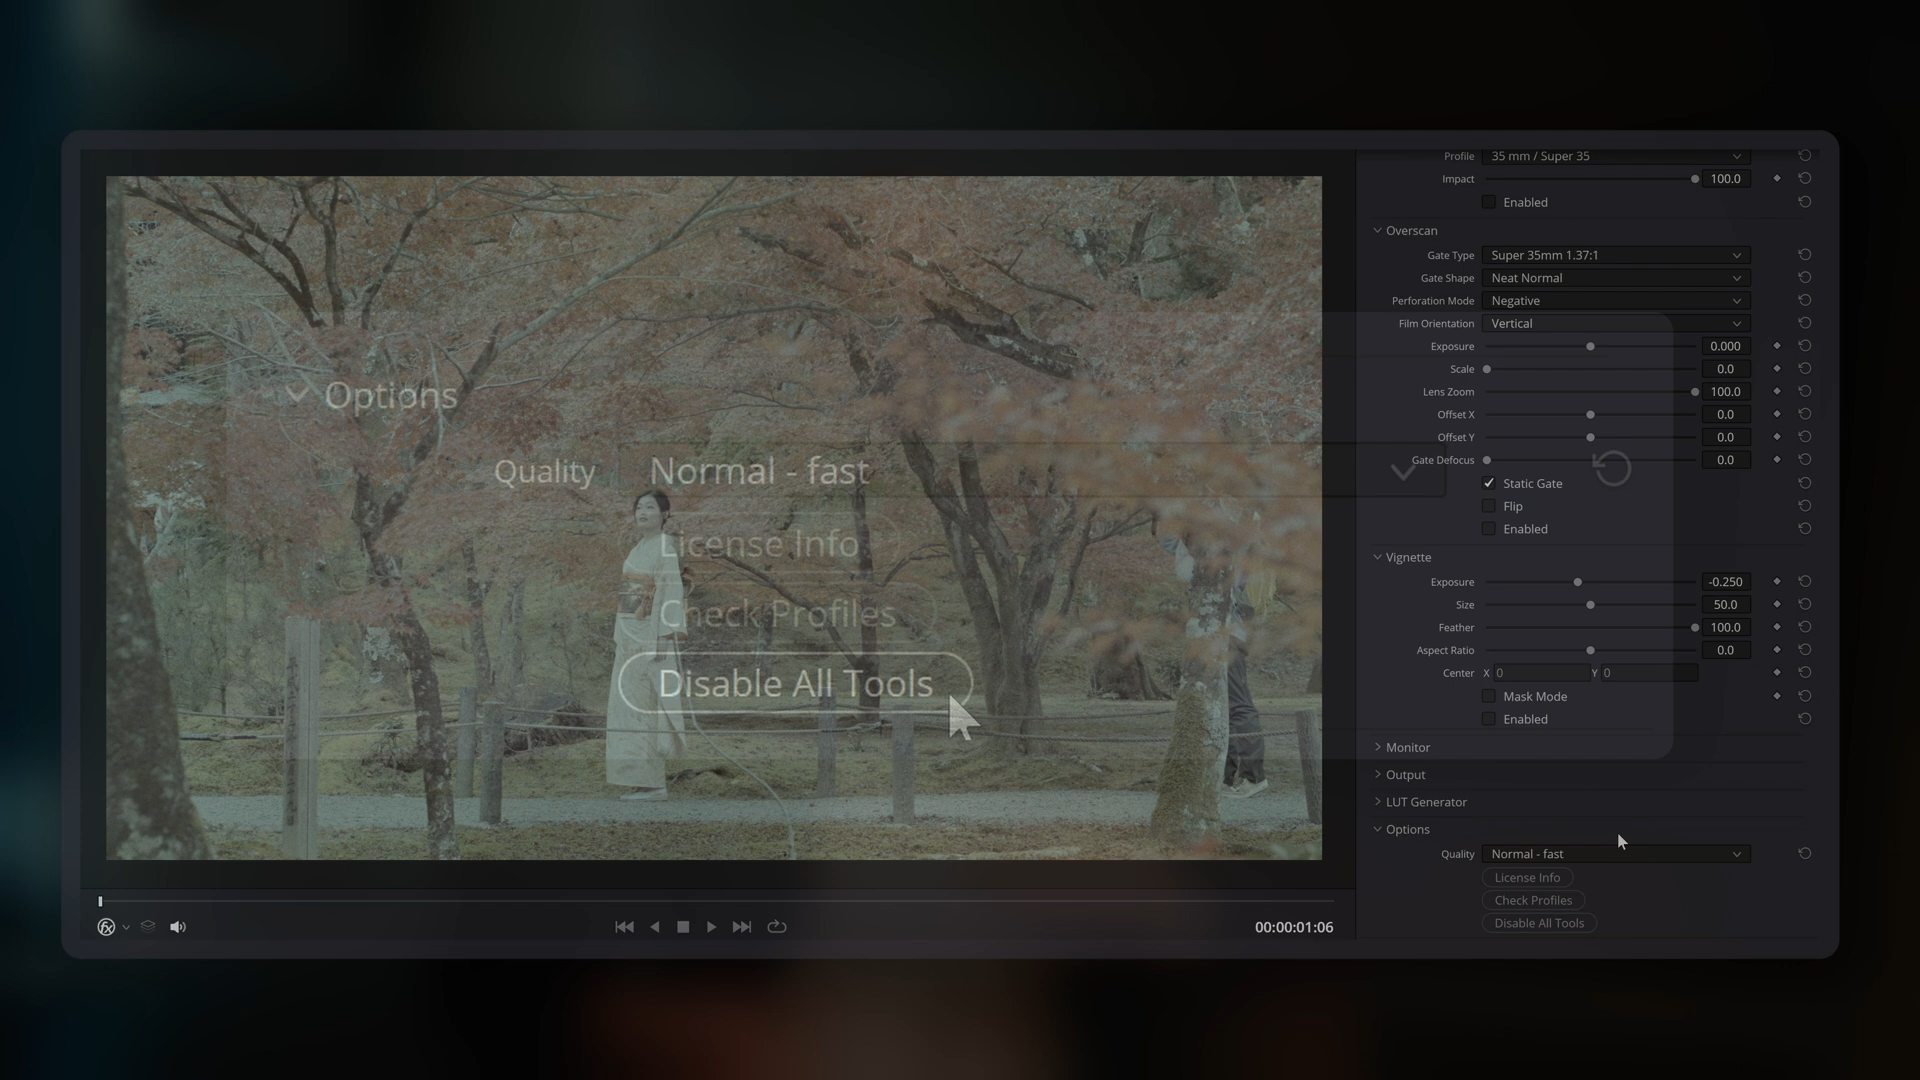 Profile 35 mm / Super 35
Impact 100.0
Enabled
Overscan
Gate Type Super 35mm 1.37:1
Gate Shape Neat Normal
Perforation Mode Negative
Film Orientation Vertical
Exposure 0.000
Scale 0.0
Lens Zoom 100.0
Offset X 0.0
Offset Y 0.0
Gate Defocus 0.0
Static Gate
Flip
Enabled
Vignette
Exposure -0.250
Size 50.0
Feather 100.0
Aspect Ratio 0.0
Center X 0 Y 0
Mask Mode
Enabled
Monitor
Output
LUT Generator
Options
Quality Normal - fast
License Info
Check Profiles
Disable All Tools
Options
Quality Normal - fast
License Info
Check Profiles
Disable All Tools
fx
00:00:01:06